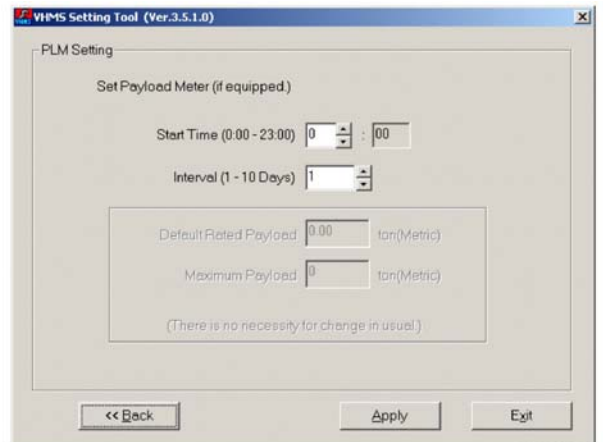 VHMS Setting Tool (Ver.3.5.1.0)
PLM Setting
Set Payload Meter (if equipped.)
Start Time (0:00 - 23:00) 0 : 00
Interval (1 - 10 Days) 1
Default Rated Payload 0.00 ton(Metric)
Maximum Payload 0 ton(Metric)
(There is no necessity for change in usual.)
<< Back Apply Exit